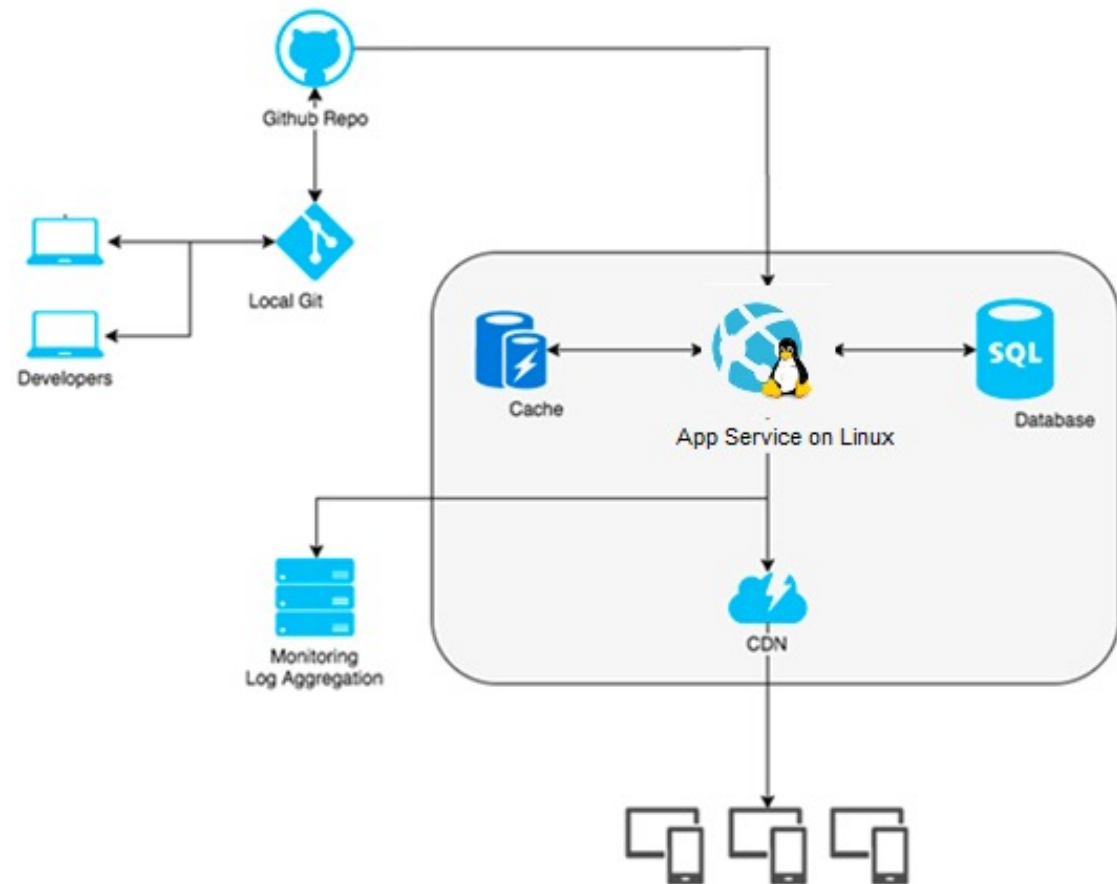 Github Repo
Local Git
Developers
Cache
SQL
Database
App Service on Linux
Monitoring
Log Aggregation
CDN